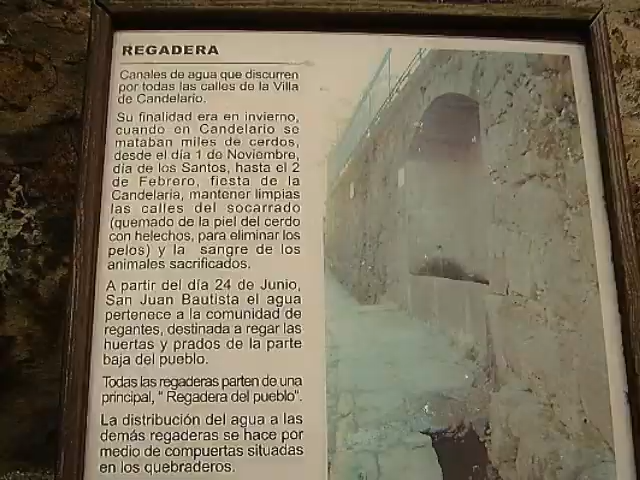 REGADERA
Canales de agua que discurren
por todas las calles de la Villa
de Candelario.
Su finalidad era en invierno,
cuando en Candelario se
mataban miles de cerdos,
desde el día 1 de Noviembre,
día de los Santos, hasta el 2
de Febrero, fiesta de la
Candelaria, mantener limpias
las calles del socarrado
(quemado de la piel del cerdo
con helechos, para eliminar los
pelos) y la sangre de los
animales sacrificados.
A partir del día 24 de Junio,
San Juan Bautista el agua
pertenece a la comunidad de
regantes, destinada a regar las
huertas y prados de la parte
baja del pueblo.
Todas las regaderas parten de una
principal, " Regadera del pueblo".
La distribución del agua a las
demás regaderas se hace por
medio de compuertas situadas
en los quebraderos.